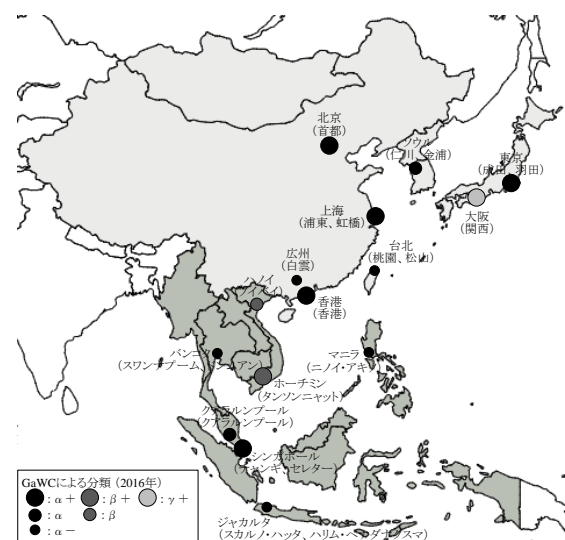 北京
(首都)
ソウル
(仁川、金浦)
東京
(成田、羽田)
大阪
(関西)
上海
(浦東、虹橋)
台北
(桃園、松山)
広州
(白雲)
ハノイ
(ノイバイ)
香港
(香港)
バンコク
(スワンナプーム、ドンムアン)
マニラ
(ニノイ・アキノ)
ホーチミン
(タンソンニャット)
クアラルンプール
(クアラルンプール)
シンガポール
(チャンギ、セレター)
ジャカルタ
(スカルノ・ハッタ、ハリム・ペルダナクスマ)
GaWCによる分類(2016年)
:α+ :β+ :γ+
:α :β
:α-